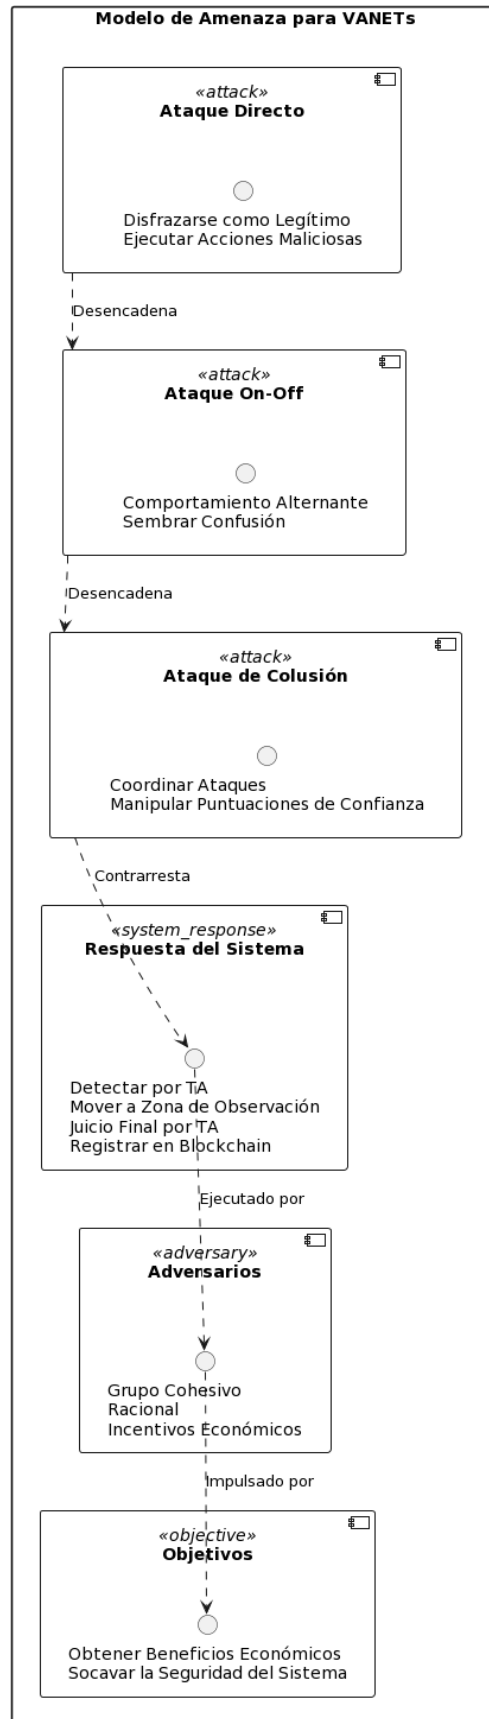 Modelo de Amenaza para VANETs
«attack»
Ataque Directo
Disfrazarse como Legítimo
Ejecutar Acciones Maliciosas
Desencadena
«attack»
Ataque On-Off
Comportamiento Alternante
Sembrar Confusión
Desencadena
«attack»
Ataque de Colusión
Coordinar Ataques
Manipular Puntuaciones de Confianza
Contrarresta
«system_response»
Respuesta del Sistema
Detectar por TA
Mover a Zona de Observación
Juicio Final por TA
Registrar en Blockchain
Ejecutado por
«adversary»
Adversarios
Grupo Cohesivo
Racional
Incentivos Económicos
Impulsado por
«objective»
Objetivos
Obtener Beneficios Económicos
Socavar la Seguridad del Sistema